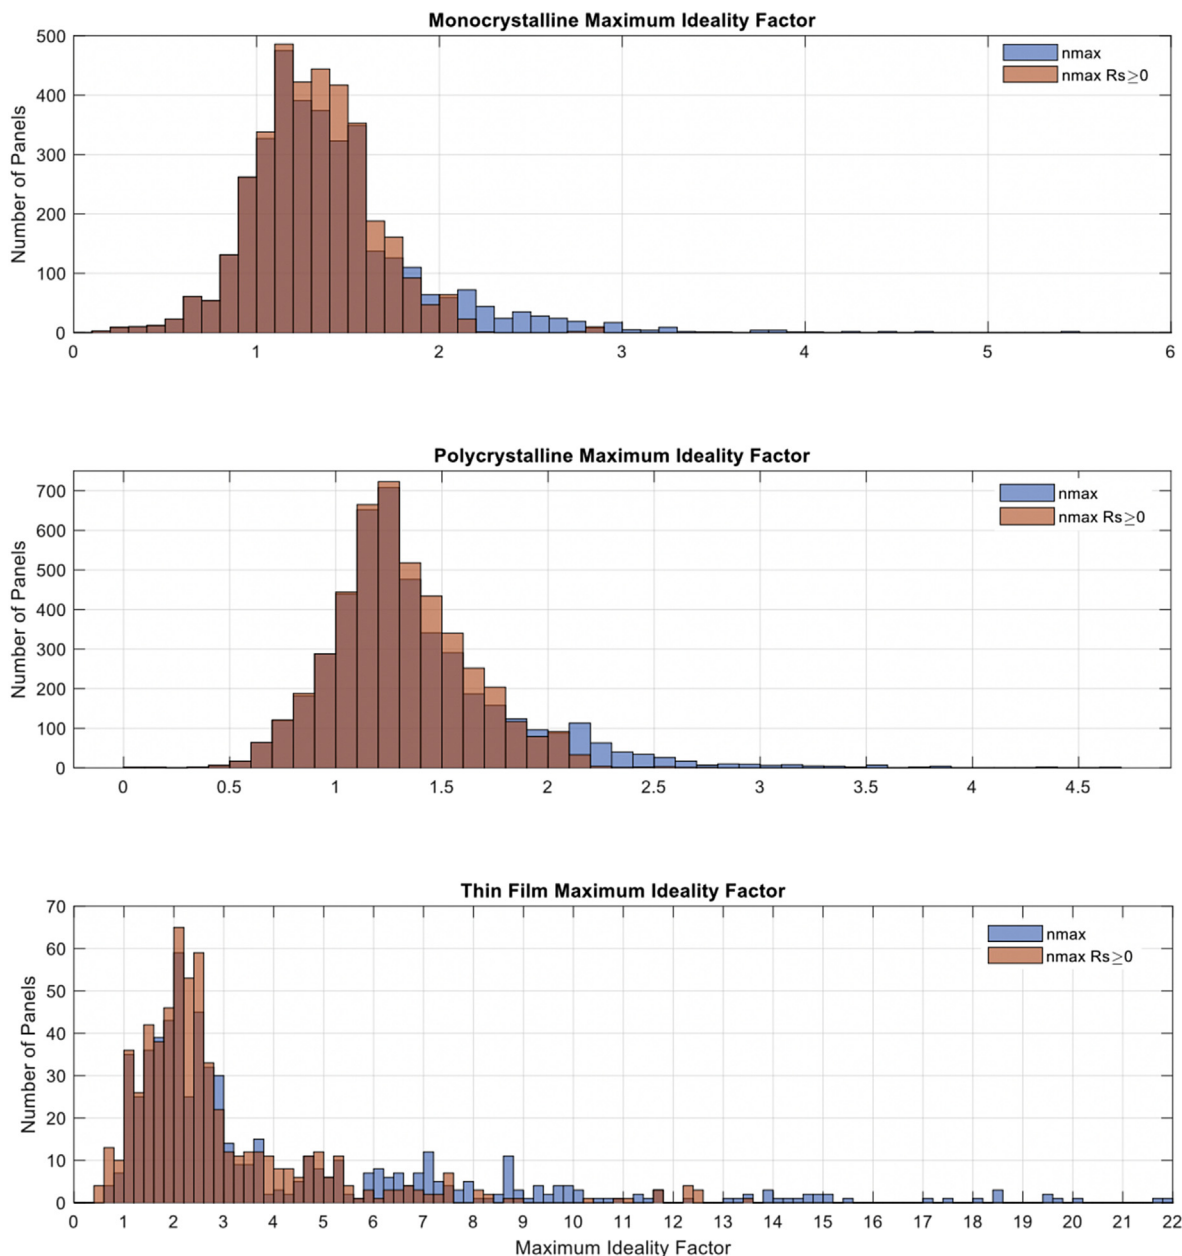 Monocrystalline Maximum Ideality Factor
500
400
300
200
100
0
Number of Panels
nmax
nmax Rs≥0
0 1 2 3 4 5 6
Polycrystalline Maximum Ideality Factor
700
600
500
400
300
200
100
0
Number of Panels
nmax
nmax Rs≥0
0 0.5 1 1.5 2 2.5 3 3.5 4 4.5
Thin Film Maximum Ideality Factor
70
60
50
40
30
20
10
0
Number of Panels
nmax
nmax Rs≥0
0 1 2 3 4 5 6 7 8 9 10 11 12 13 14 15 16 17 18 19 20 21 22
Maximum Ideality Factor